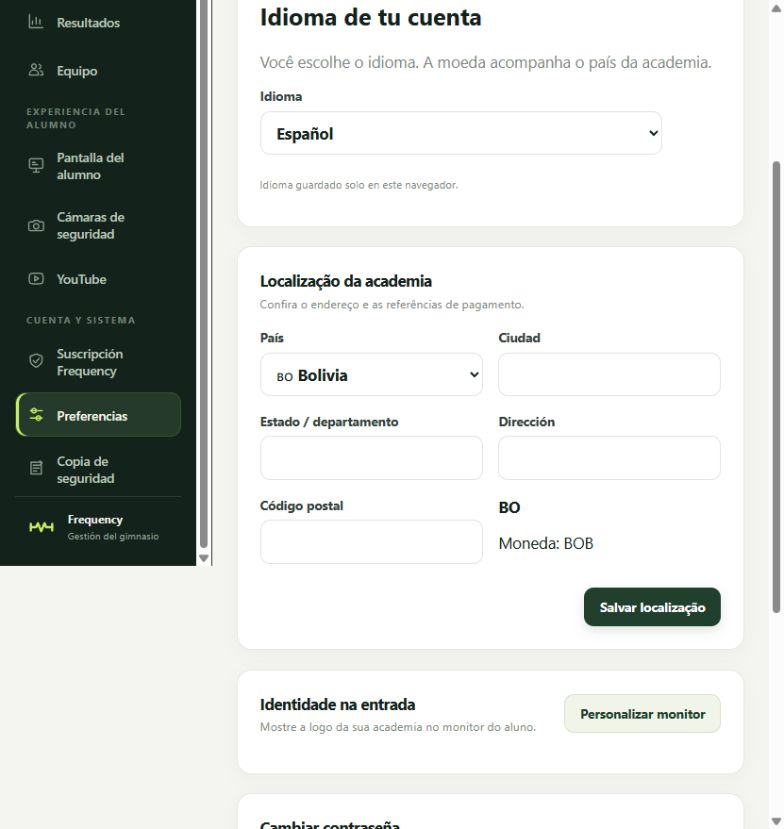 Resultados
Equipo
EXPERIENCIA DEL
ALUMNO
Pantalla del
alumno
Cámaras de
seguridad
YouTube
CUENTA Y SISTEMA
Suscripción
Frequency
Preferencias
Copia de
seguridad
Frequency
Gestión del gimnasio
Idioma de tu cuenta
Você escolhe o idioma. A moeda acompanha o país da academia.
Idioma
Español
Idioma guardado solo en este navegador.
Localização da academia
Confira o endereço e as referências de pagamento.
País
Ciudad
BO Bolivia
Estado / departamento
Dirección
Código postal
BO
Moneda: BOB
Salvar localização
Identidade na entrada
Mostre a logo da sua academia no monitor do aluno.
Personalizar monitor
Cambiar contraseña